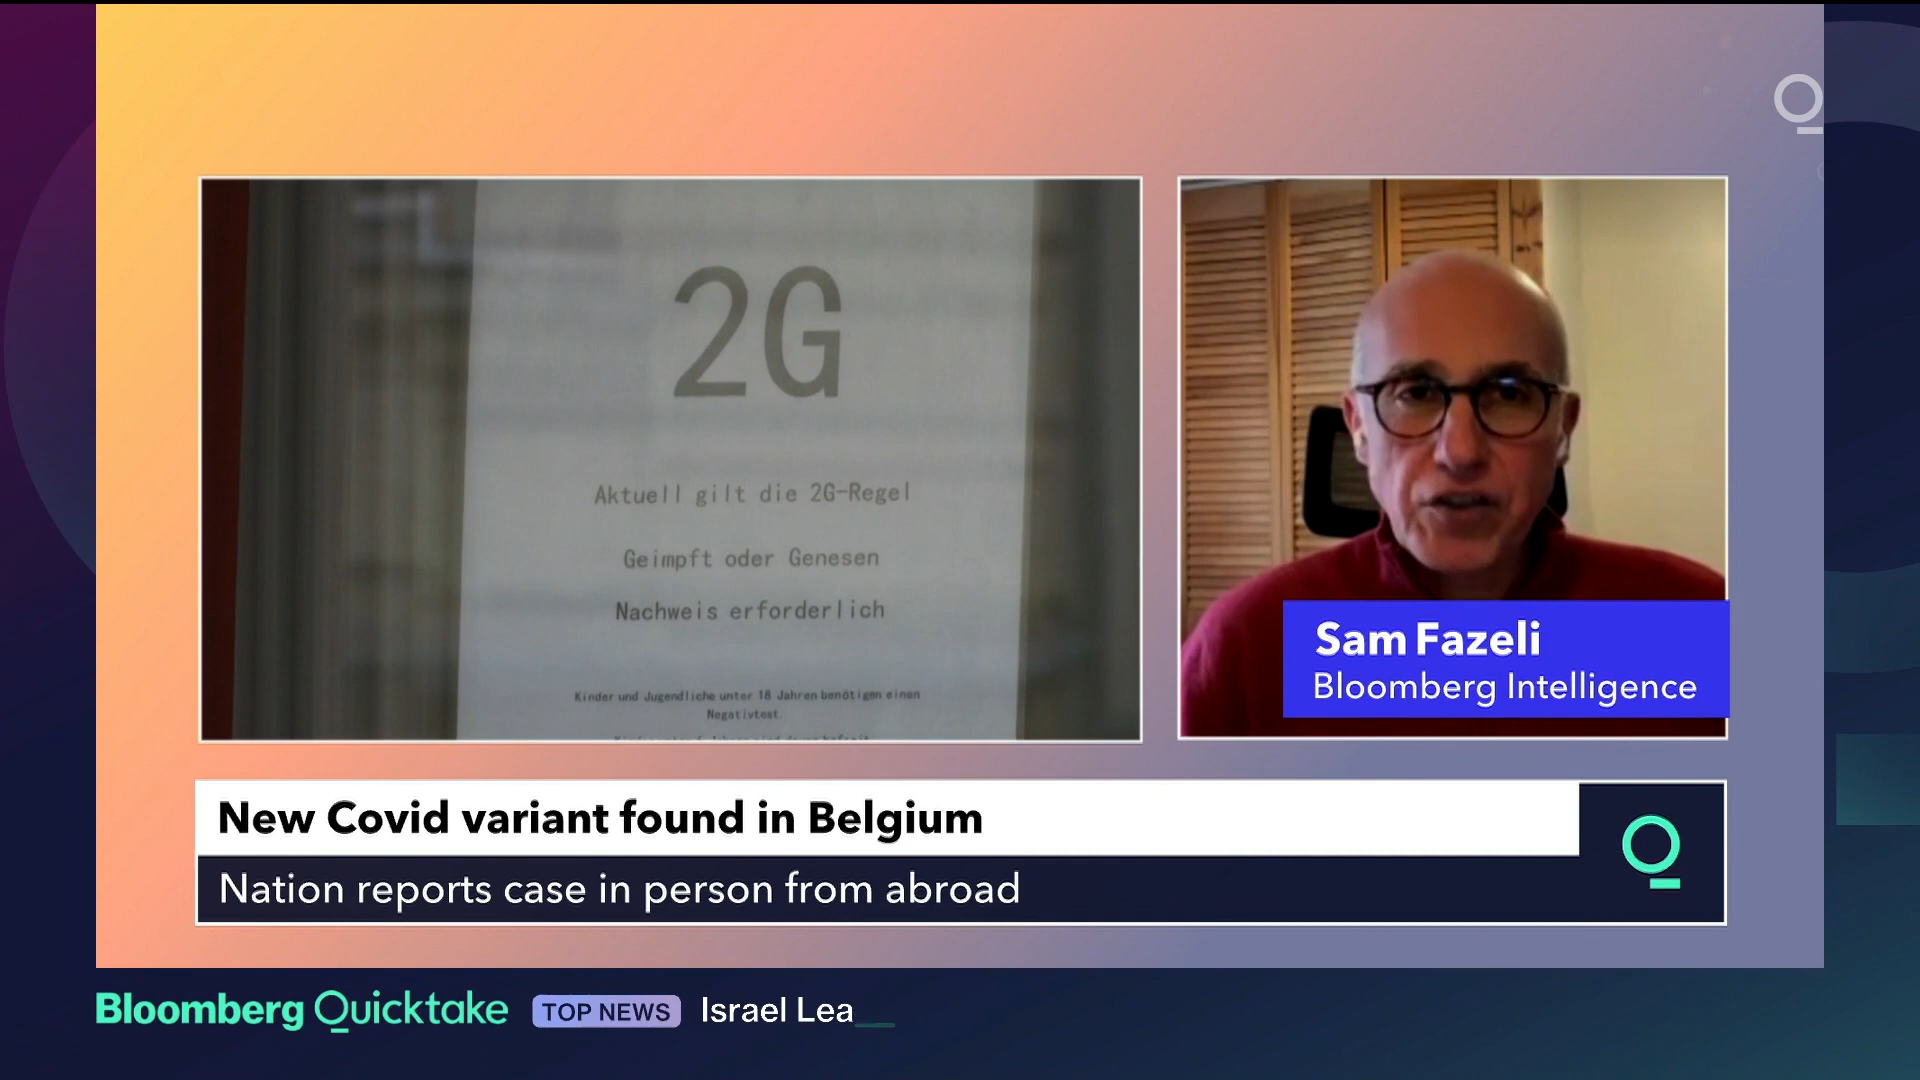 2G
Aktuell gilt die 2G-Regel
Geimpft oder Genesen
Nachweis erforderlich
Kinder und Jugendliche unter 18 Jahren benötigen einen
Negativtest.
Sam Fazeli
Bloomberg Intelligence
New Covid variant found in Belgium
Nation reports case in person from abroad
Bloomberg Quicktake
TOP NEWS
Israel Lea